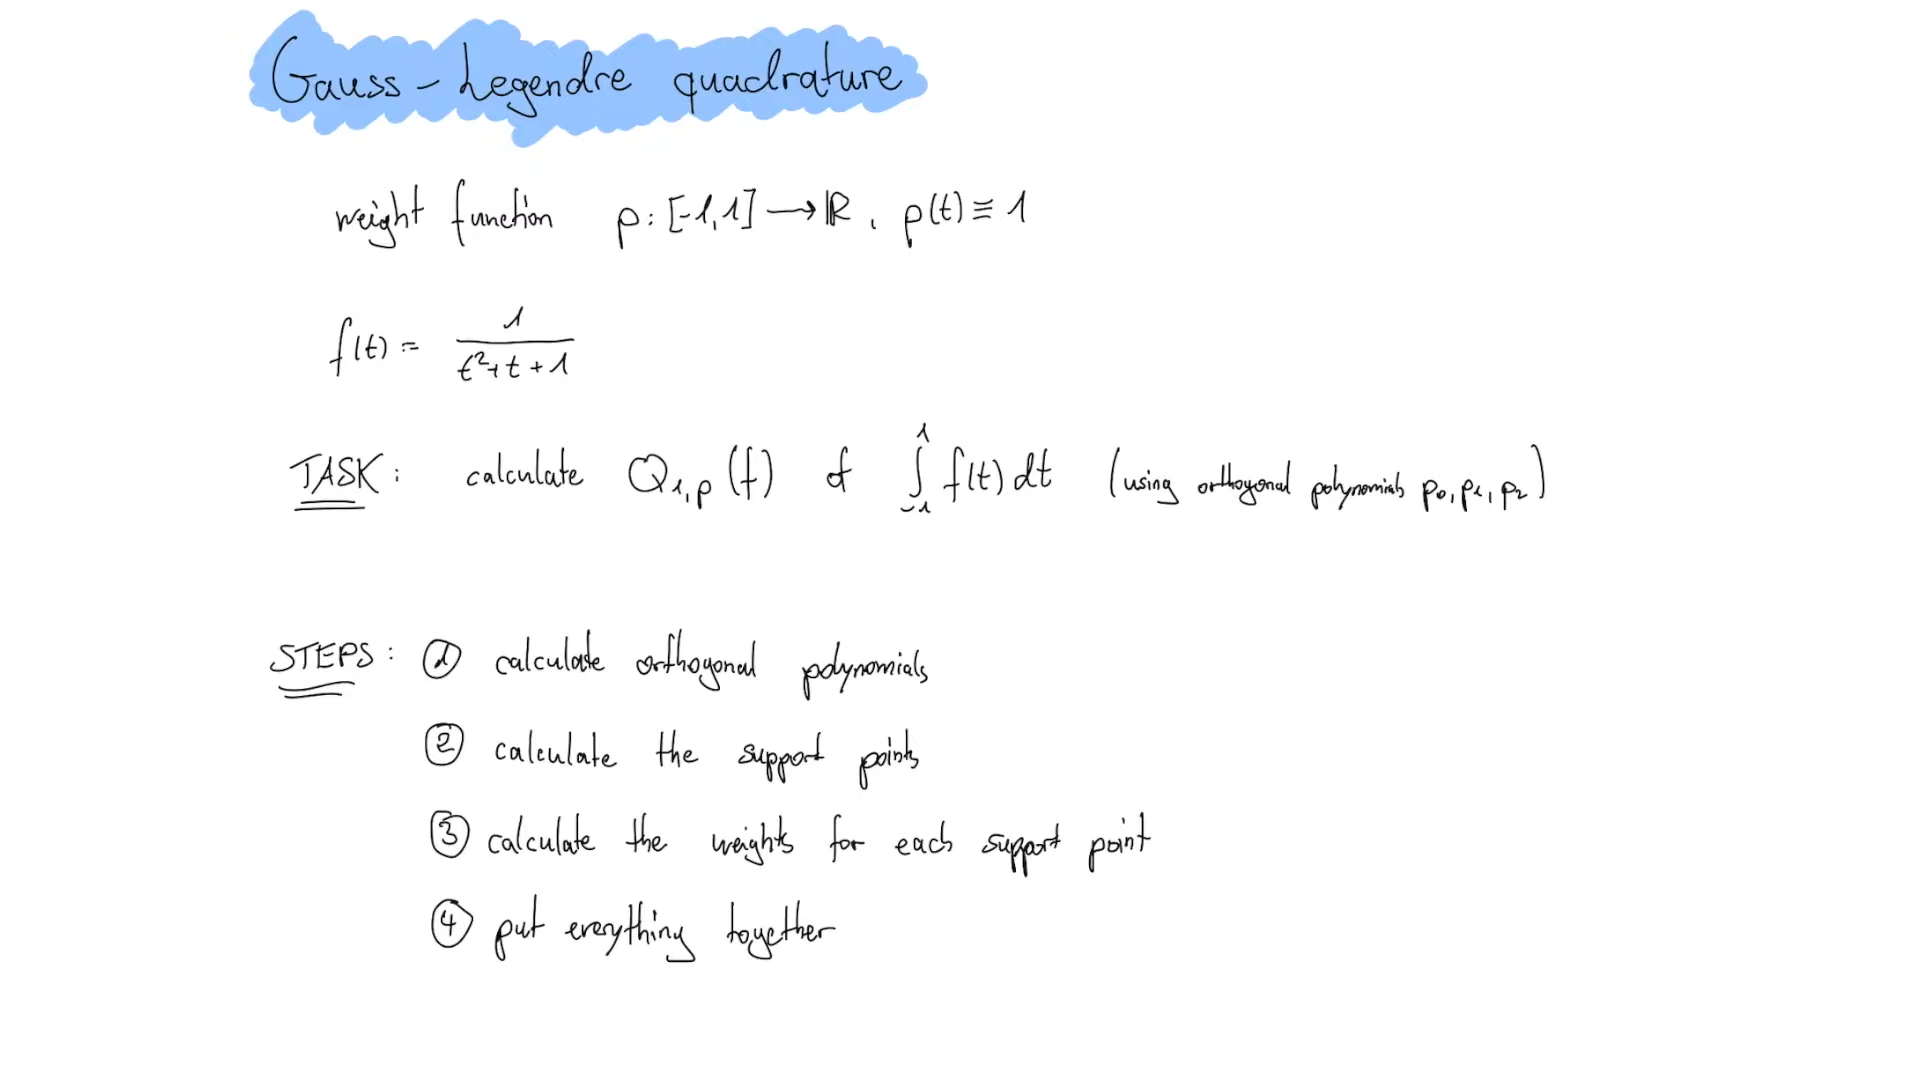 Gauss-Legendre quadrature
weight function p: [-1,1] → ℝ, p(t) ≡ 1
f(t) = 1/(t²+t+1)
TASK: calculate Q₁,ₚ(f) of ∫₋₁¹ f(t) dt (using orthogonal polynomials p₀, p₁, p₂)
STEPS: ① calculate orthogonal polynomials
② calculate the support points
③ calculate the weights for each support point
④ put everything together